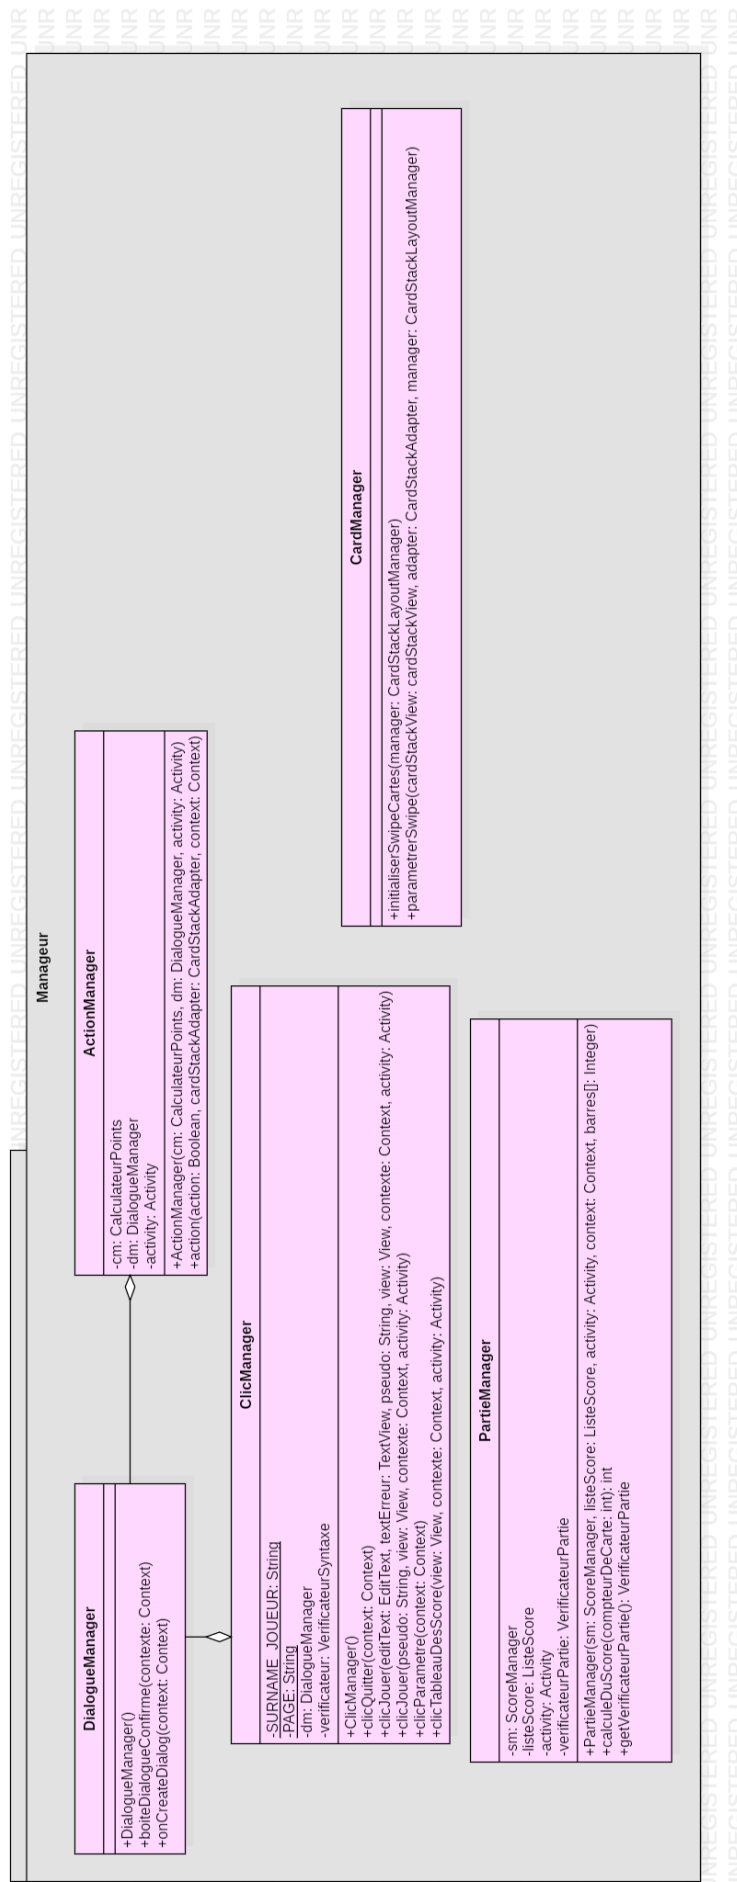 Manageur
DialogueManager
+DialogueManager()
+boiteDialogueConfirme(contexte: Context)
+onCreateDialog(context: Context)
ActionManager
-cm: CalculateurPoints
-dm: DialogueManager
-activity: Activity
+ActionManager(cm: CalculateurPoints, dm: DialogueManager, activity: Activity)
+action(action: Boolean, cardStackAdapter: CardStackAdapter, context: Context)
ClicManager
-SURNAME_JOUEUR: String
-PAGE: String
-dm: DialogueManager
-verificateur: VerificateurSyntaxe
+ClicManager()
+clicQuitter(context: Context)
+clicJouer(editText: EditText, textErreur: TextView, pseudo: String, view: View, contexte: Context, activity: Activity)
+clicJouer(pseudo: String, view: View, contexte: Context, activity: Activity)
+clicParametre(context: Context)
+clicTableauDesScore(view: View, contexte: Context, activity: Activity)
CardManager
+initialiserSwipeCartes(manager: CardStackLayoutManager)
+parametrerSwipe(cardStackView: cardStackView, adapter: CardStackAdapter, manager: CardStackLayoutManager)
PartieManager
-sm: ScoreManager
-listeScore: ListeScore
-activity: Activity
-verificateurPartie: VerificateurPartie
+PartieManager(sm: ScoreManager, listeScore: ListeScore, activity: Activity, context: Context, barres[]: Integer)
+calculeDuScore(compteurDeCarte: int): int
+getVerificateurPartie(): VerificateurPartie
UNREGISTERED UNREGISTERED UNREGISTERED UNREGISTERED UNREGISTERED